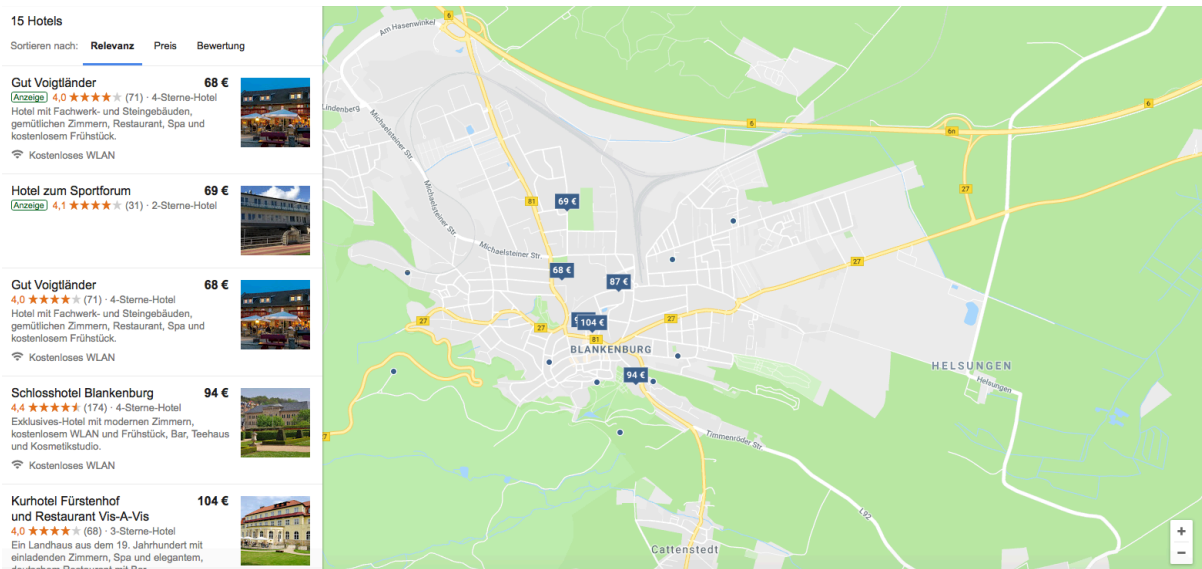 15 Hotels
Sortieren nach: Relevanz Preis Bewertung
Gut Voigtländer 68 €
Anzeige 4,0 (71) · 4-Sterne-Hotel
Hotel mit Fachwerk- und Steingebäuden,
gemütlichen Zimmern, Restaurant, Spa und
kostenlosem Frühstück.
Kostenloses WLAN
Hotel zum Sportforum 69 €
Anzeige 4,1 (31) · 2-Sterne-Hotel
Gut Voigtländer 68 €
4,0 (71) · 4-Sterne-Hotel
Hotel mit Fachwerk- und Steingebäuden,
gemütlichen Zimmern, Restaurant, Spa und
kostenlosem Frühstück.
Kostenloses WLAN
Schlosshotel Blankenburg 94 €
4,4 (174) · 4-Sterne-Hotel
Exklusives-Hotel mit modernen Zimmern,
kostenlosem WLAN und Frühstück, Bar, Teehaus
und Kosmetikstudio.
Kostenloses WLAN
Kurhotel Fürstenhof 104 €
und Restaurant Vis-A-Vis
4,0 (68) · 3-Sterne-Hotel
Ein Landhaus aus dem 19. Jahrhundert mit
einladenden Zimmern, Spa und elegantem,
deutschem Restaurant mit Bar
6
Am Hasenwinkel
6
Lindenberg
Michaelsteiner Str.
6
6n
27
Michaelsteiner Str.
81
69 €
Michaelsteiner Str.
27
68 €
87 €
27
27
104 €
27
81
BLANKENBURG
HELSUNGEN
94 €
Helsungen
Timmenröder Str.
L92
Cattenstedt
+
−